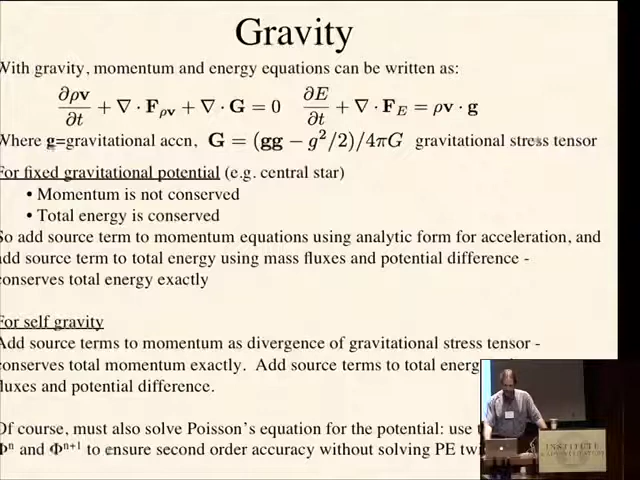 Gravity
With gravity, momentum and energy equations can be written as:
∂ρv/∂t + ∇ · F_ρv + ∇ · G = 0   ∂E/∂t + ∇ · F_E = ρv · g
Where g=gravitational accn, G = (gg − g²/2)/4πG gravitational stress tensor
For fixed gravitational potential (e.g. central star)
• Momentum is not conserved
• Total energy is conserved
So add source term to momentum equations using analytic form for acceleration, and
add source term to total energy using mass fluxes and potential difference -
conserves total energy exactly
For self gravity
Add source terms to momentum as divergence of gravitational stress tensor -
conserves total momentum exactly. Add source terms to total
fluxes and potential difference.
Of course, must also solve Poisson's equation for the potential: use
Φⁿ and Φⁿ⁺¹ to ensure second order accuracy without solving PE
INSTITUTE